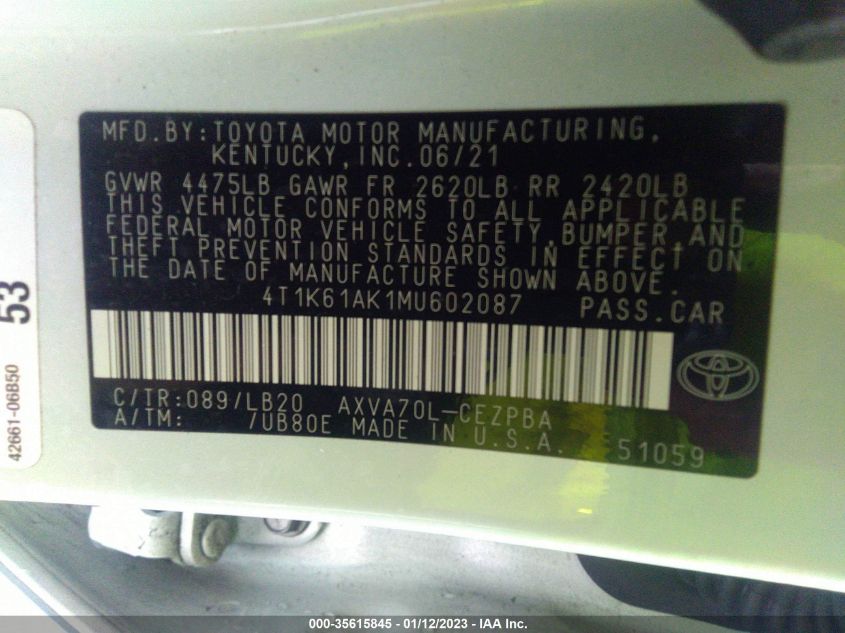 MFD.BY:TOYOTA MOTOR MANUFACTURING,
KENTUCKY,INC.06/21
GVWR 4475LB GAWR FR 2620LB RR 2420LB
THIS VEHICLE CONFORMS TO ALL APPLICABLE
FEDERAL MOTOR VEHICLE SAFETY,BUMPER,AND
THEFT PREVENTION STANDARDS IN EFFECT ON
THE DATE OF MANUFACTURE SHOWN ABOVE.
4T1K61AK1MU602087 PASS.CAR
C/TR:089/LB20 AXVA70L-CEZPBA
A/TM: /UB80E MADE IN U.S.A. 51059
53
42661-06B50
000-35615845 - 01/12/2023 - IAA Inc.